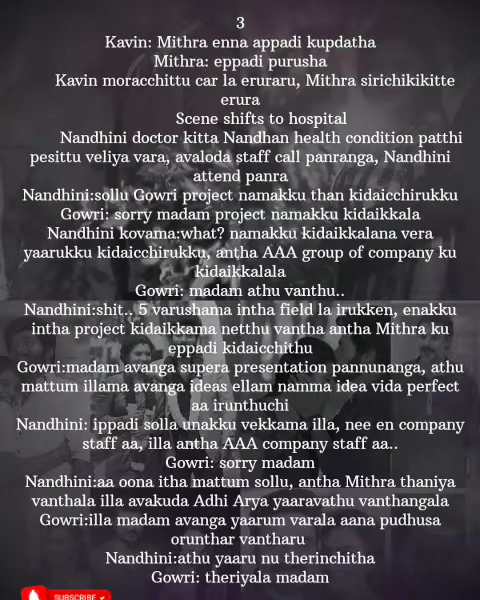 3
Kavin: Mithra enna appadi kupdatha
Mithra: eppadi purusha
Kavin moracchittu car la eruraru, Mithra sirichikikitte
erura
Scene shifts to hospital
Nandhini doctor kitta Nandhan health condition patthi
pesittu veliya vara, avaloda staff call panranga, Nandhini
attend panra
Nandhini:sollu Gowri project namakku than kidaicchirukku
Gowri: sorry madam project namakku kidaikkala
Nandhini kovama:what? namakku kidaikkalana vera
yaarukku kidaicchirukku, antha AAA group of company ku
kidaikkalala
Gowri: madam athu vanthu..
Nandhini:shit.. 5 varushama intha field la irukken, enakku
intha project kidaikkama netthu vantha antha Mithra ku
eppadi kidaicchithu
Gowri:madam avanga supera presentation pannunanga, athu
mattum illama avanga ideas ellam namma idea vida perfect
aa irunthuchi
Nandhini: ippadi solla unakku vekkama illa, nee en company
staff aa, illa antha AAA company staff aa..
Gowri: sorry madam
Nandhini:aa oona itha mattum sollu, antha Mithra thaniya
vanthala illa avakuda Adhi Arya yaaravathu vanthangala
Gowri:illa madam avanga yaarum varala aana pudhusa
orunthar vantharu
Nandhini:athu yaaru nu therinchitha
Gowri: theriyala madam
SUBSCRIBE